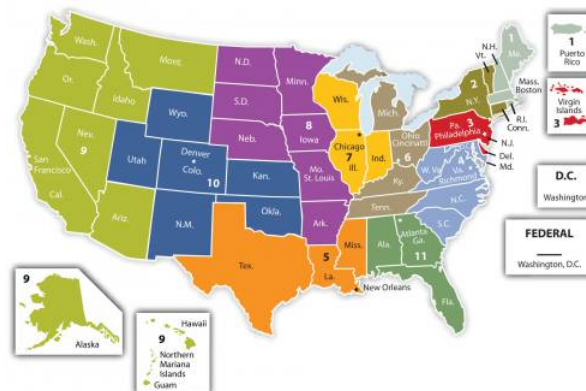 Wash.
Mont.
N.D.
Minn.
Or.
Idaho
S.D.
Wyo.
Wis.
Mich.
Vt.
N.H.
1
Me.
2
N.Y.
Mass.
Boston
R.I.
Conn.
Nev.
9
Utah
Denver
Colo.
10
Neb.
8
Iowa
Chicago
7
Ill.
Ind.
Ohio
Cincinnati
6
Pa.
3
Philadelphia
N.J.
Del.
Md.
San
Francisco
Cal.
Kan.
Mo.
St. Louis
Ky.
W. Va.
4
Va.
Richmond
Ariz.
N.M.
Okla.
Ark.
Tenn.
N.C.
S.C.
Tex.
5
La.
Miss.
Ala.
Atlanta
Ga.
11
New Orleans
Fla.
9
Alaska
Hawaii
9
Northern
Mariana
Islands
Guam
1
Puerto
Rico
Virgin
Islands
3
D.C.
Washington
FEDERAL
Washington, D.C.